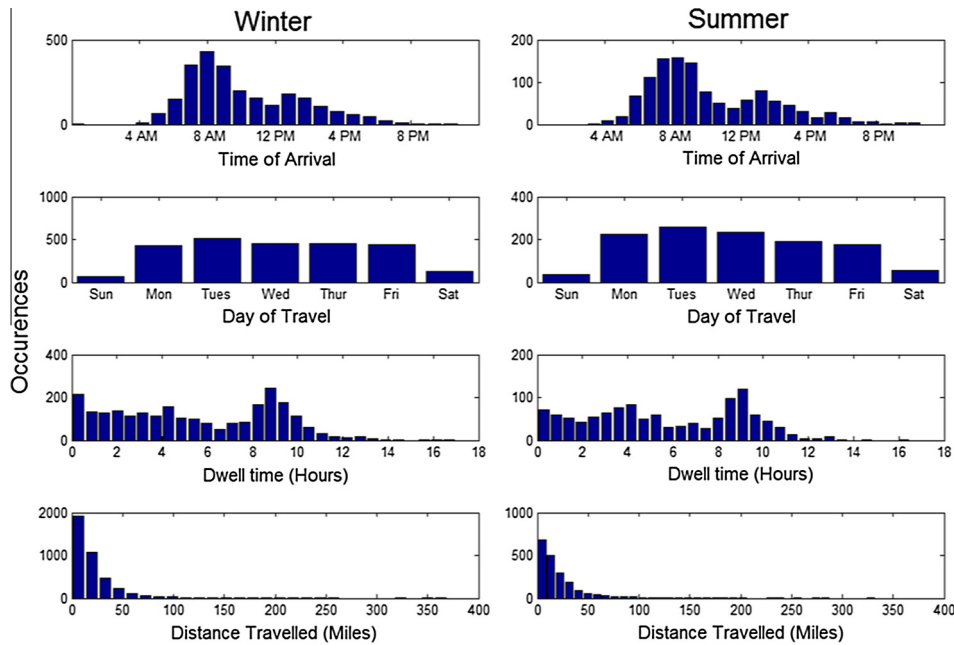 Winter
Summer
Occurences
500
0
4 AM 8 AM 12 PM 4 PM 8 PM
Time of Arrival
200
100
0
4 AM 8 AM 12 PM 4 PM 8 PM
Time of Arrival
1000
500
0
Sun Mon Tues Wed Thur Fri Sat
Day of Travel
400
200
0
Sun Mon Tues Wed Thur Fri Sat
Day of Travel
400
200
0
0 2 4 6 8 10 12 14 16 18
Dwell time (Hours)
200
100
0
0 2 4 6 8 10 12 14 16 18
Dwell time (Hours)
2000
1000
0
0 50 100 150 200 250 300 350 400
Distance Travelled (Miles)
1000
500
0
0 50 100 150 200 250 300 350 400
Distance Travelled (Miles)